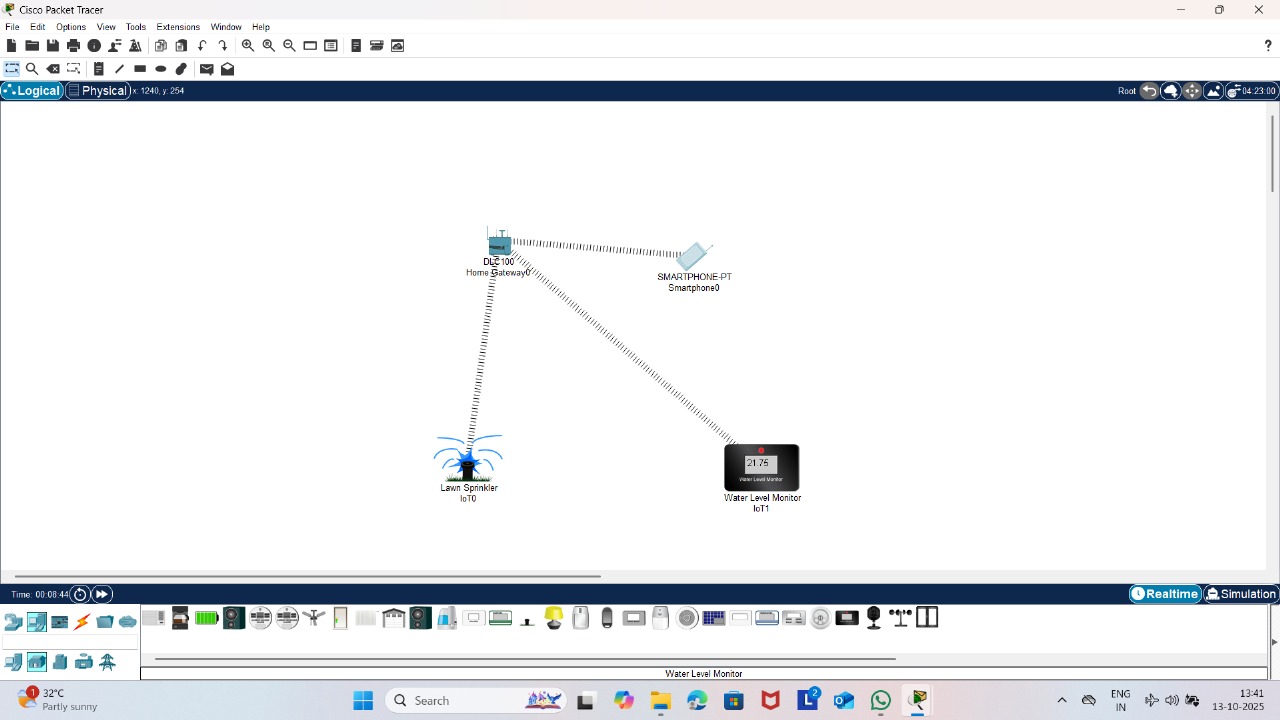 Cisco Packet Tracer
File Edit Options View Tools Extensions Window Help
?
Logical Physical x: 1240, y: 254 Root 04:23:00
DLC100
Home Gateway0
SMARTPHONE-PT
Smartphone0
21.75
Water Level Monitor
Lawn Sprinkler
IoT0
Water Level Monitor
IoT1
Time: 00:08:44 Realtime Simulation
Water Level Monitor
1 32°C
Partly sunny
Search
2
ENG
IN
13:41
13-10-2025